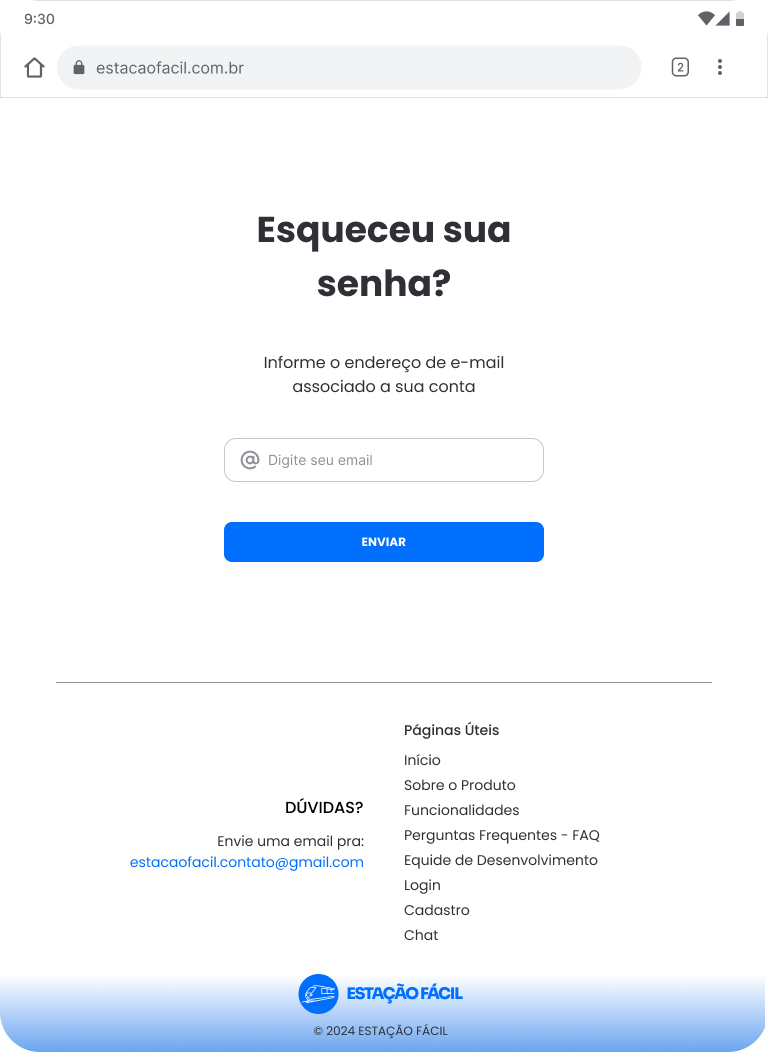 9:30
estacaofacil.com.br
2
Esqueceu sua
senha?
Informe o endereço de e-mail
associado a sua conta
@ Digite seu email
ENVIAR
DÚVIDAS?
Envie uma email pra:
estacaofacil.contato@gmail.com
Páginas Úteis
Início
Sobre o Produto
Funcionalidades
Perguntas Frequentes - FAQ
Equide de Desenvolvimento
Login
Cadastro
Chat
ESTAÇÃO FÁCIL
© 2024 ESTAÇÃO FÁCIL